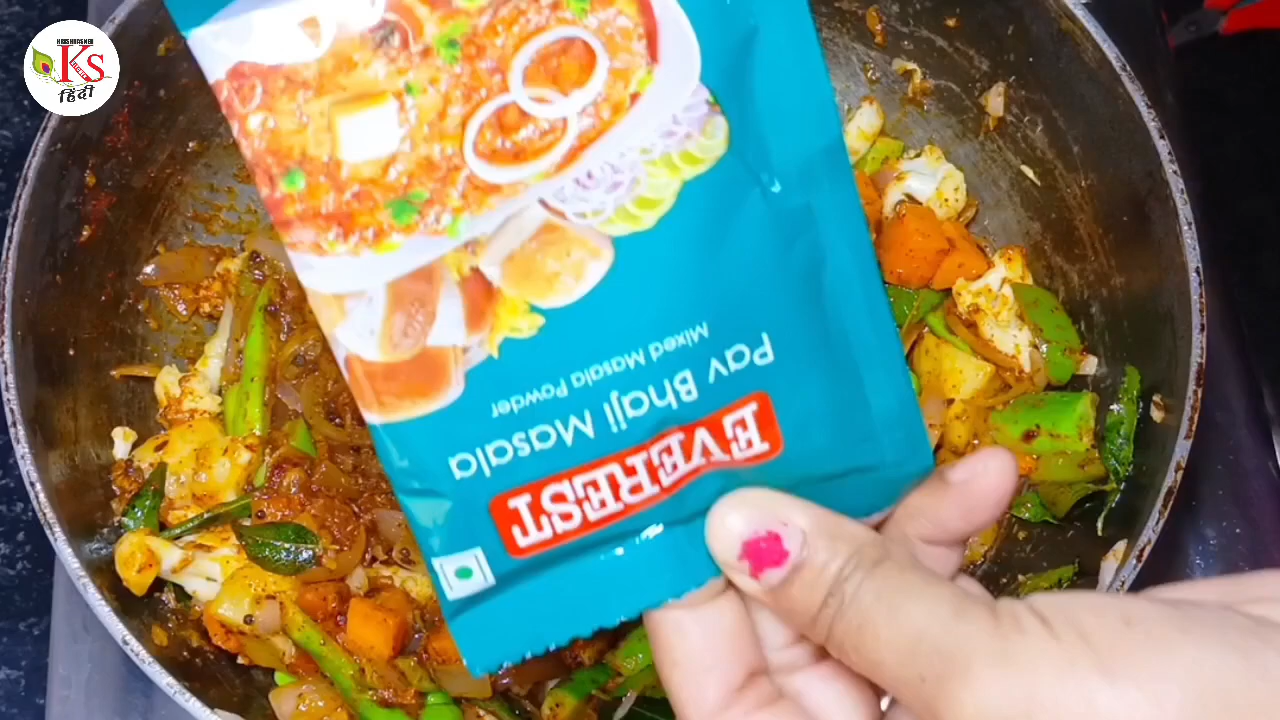 Ks
हिंदी
EVEREST
Pav Bhaji Masala
Mixed Masala Powder